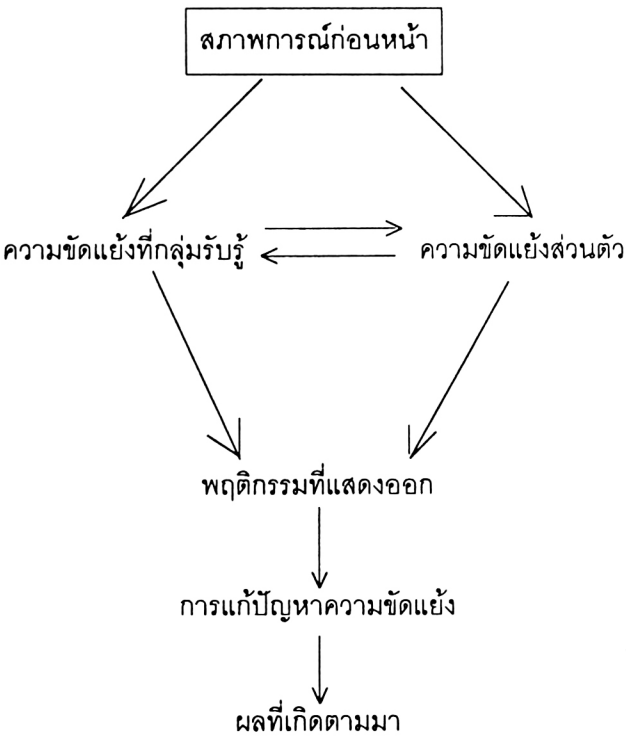 สภาพการณ์ก่อนหน้า
ความขัดแย้งที่กลุ่มรับรู้
ความขัดแย้งส่วนตัว
พฤติกรรมที่แสดงออก
การแก้ปัญหาความขัดแย้ง
ผลที่เกิดตามมา